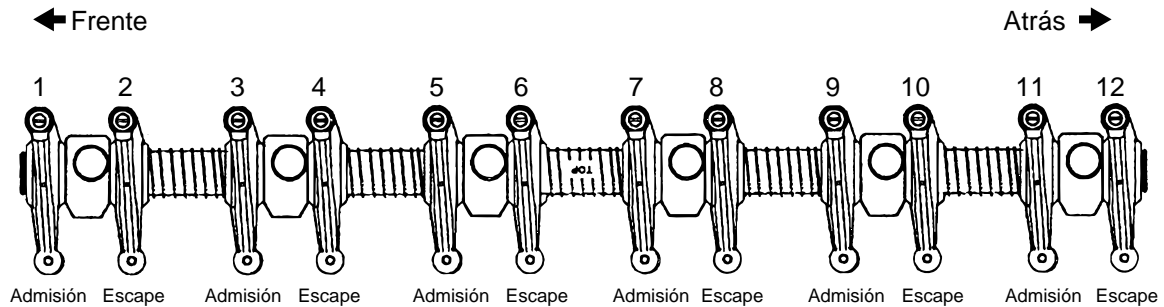 Frente Atrás
1 2 3 4 5 6 7 8 9 10 11 12
TOP
Admisión Escape Admisión Escape Admisión Escape Admisión Escape Admisión Escape Admisión Escape